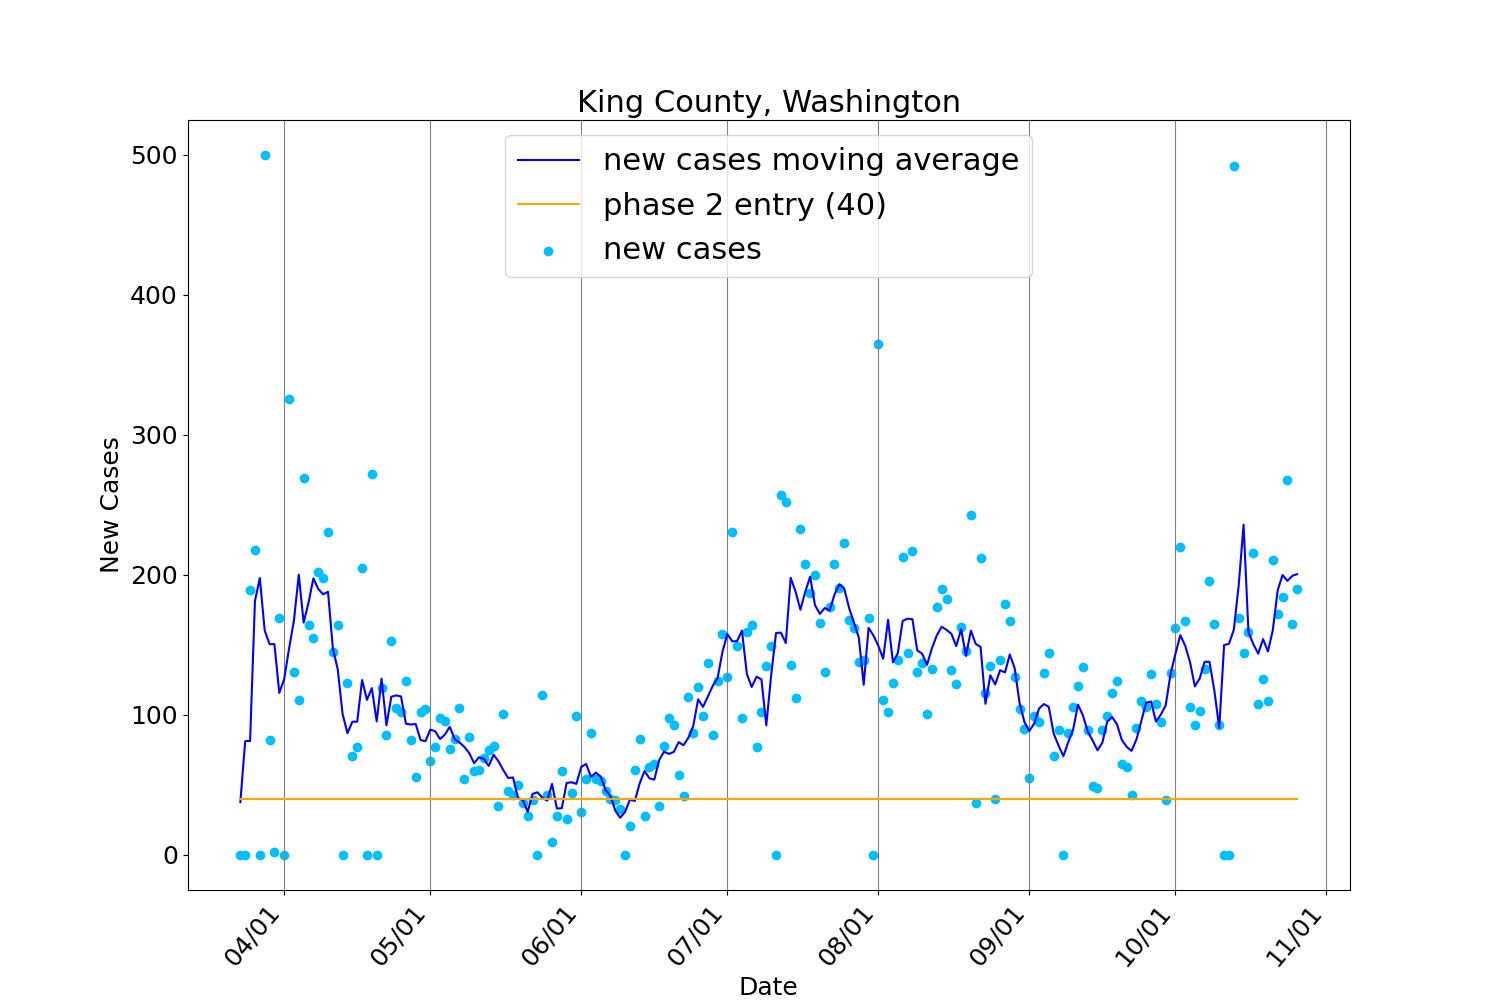 King County, Washington
new cases moving average
phase 2 entry (40)
new cases
500
400
300
200
100
0
New Cases
04/01
05/01
06/01
07/01
08/01
09/01
10/01
11/01
Date